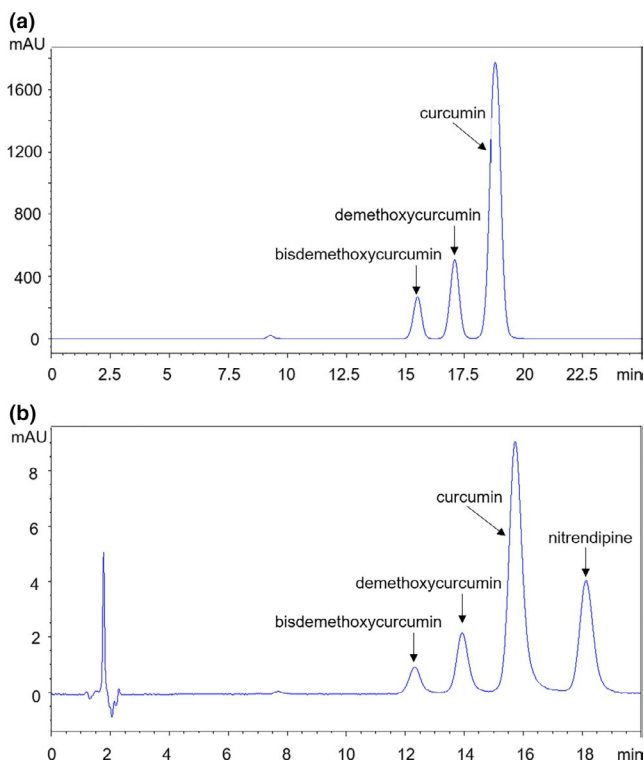 (a)
mAU
1600
1200
800
400
0
curcumin
demethoxycurcumin
bisdemethoxycurcumin
0 2.5 5 7.5 10 12.5 15 17.5 20 22.5 min
(b)
mAU
8
6
4
2
0
curcumin
nitrendipine
demethoxycurcumin
bisdemethoxycurcumin
0 2 4 6 8 10 12 14 16 18 min